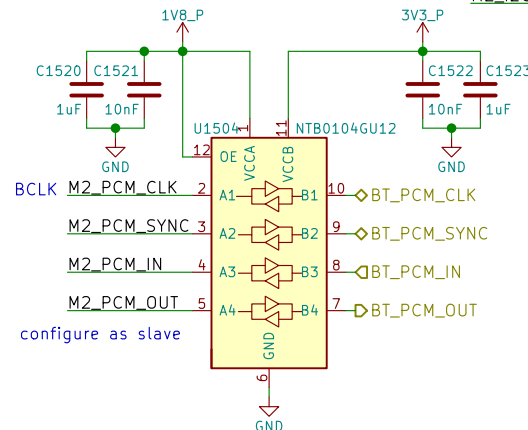 1V8_P
3V3_P
C1520
C1521
C1522
C1523
1uF
10nF
10nF
1uF
GND
GND
U1504
NTB0104GU12
1
11
VCCA
VCCB
12
OE
BCLK
M2_PCM_CLK
2
A1
B1
10
BT_PCM_CLK
M2_PCM_SYNC
3
A2
B2
9
BT_PCM_SYNC
M2_PCM_IN
4
A3
B3
8
BT_PCM_IN
M2_PCM_OUT
5
A4
B4
7
BT_PCM_OUT
configure as slave
GND
6
GND